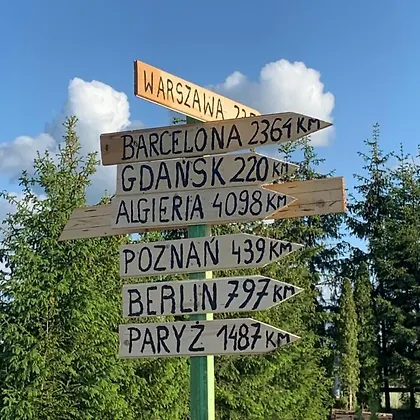 WARSZAWA
BARCELONA 2364 KM
GDAŃSK 220 KM
ALGIERIA 4098 KM
POZNAŃ 439 KM
BERLIN 797 KM
PARYŻ 1487 KM